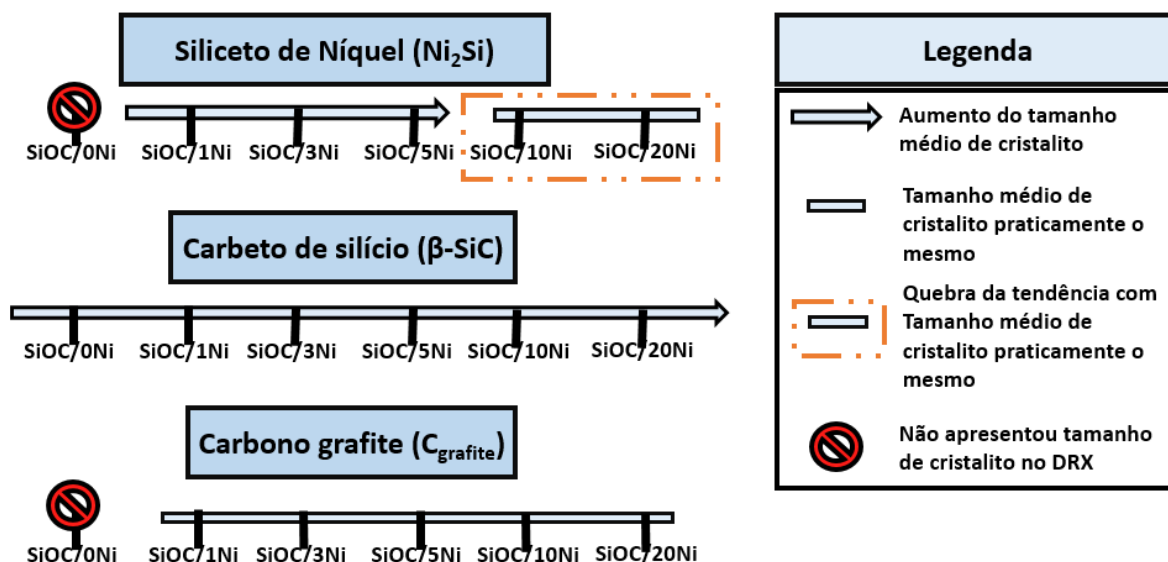 Siliceto de Níquel (Ni₂Si)
SiOC/0Ni SiOC/1Ni SiOC/3Ni SiOC/5Ni SiOC/10Ni SiOC/20Ni
Carbeto de silício (β-SiC)
SiOC/0Ni SiOC/1Ni SiOC/3Ni SiOC/5Ni SiOC/10Ni SiOC/20Ni
Carbono grafite (C_grafite)
SiOC/0Ni SiOC/1Ni SiOC/3Ni SiOC/5Ni SiOC/10Ni SiOC/20Ni
Legenda
Aumento do tamanho
médio de cristalito
Tamanho médio de
cristalito praticamente o
mesmo
Quebra da tendência com
Tamanho médio de
cristalito praticamente o
mesmo
Não apresentou tamanho
de cristalito no DRX